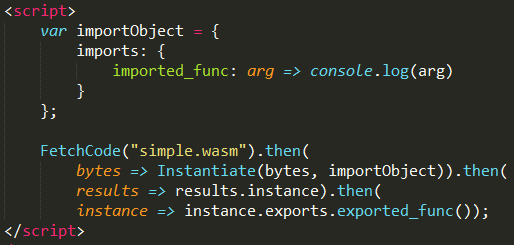 <script>
var importObject = {
imports: {
imported_func: arg => console.log(arg)
}
};
FetchCode("simple.wasm").then(
bytes => Instantiate(bytes, importObject)).then(
results => results.instance).then(
instance => instance.exports.exported_func());
</script>